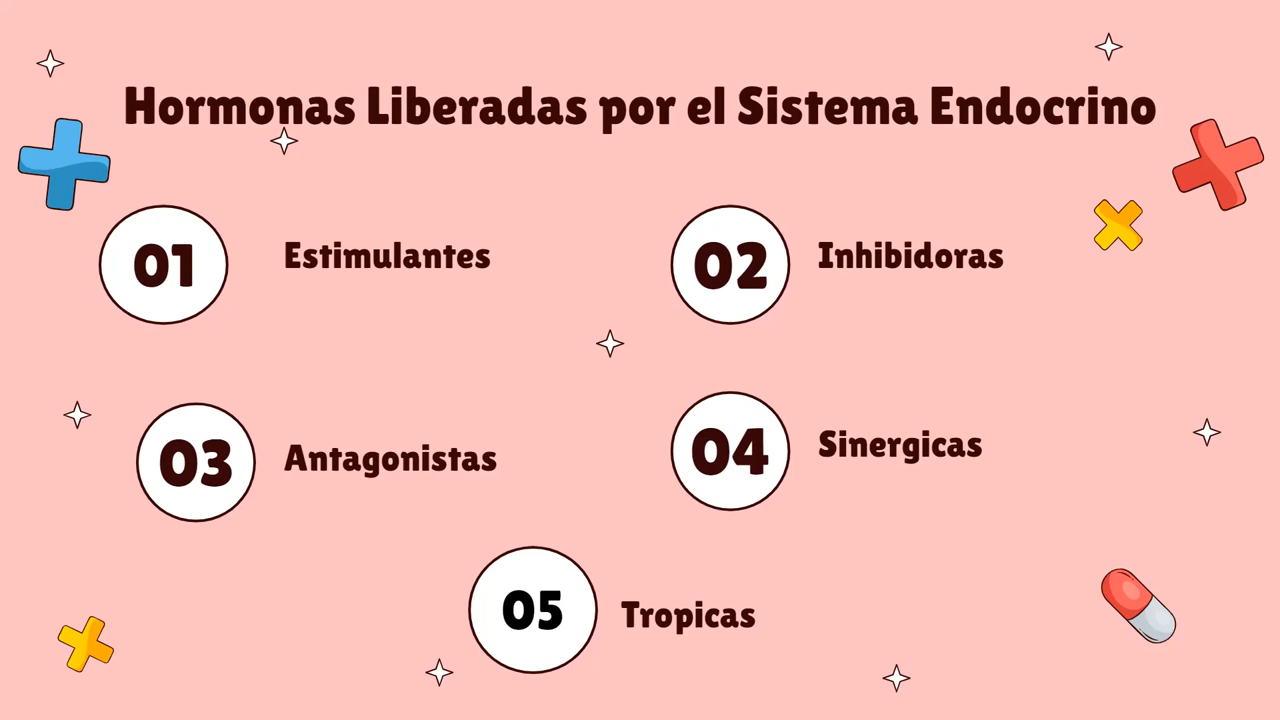 Hormonas Liberadas por el Sistema Endocrino
01 Estimulantes
02 Inhibidoras
03 Antagonistas
04 Sinergicas
05 Tropicas